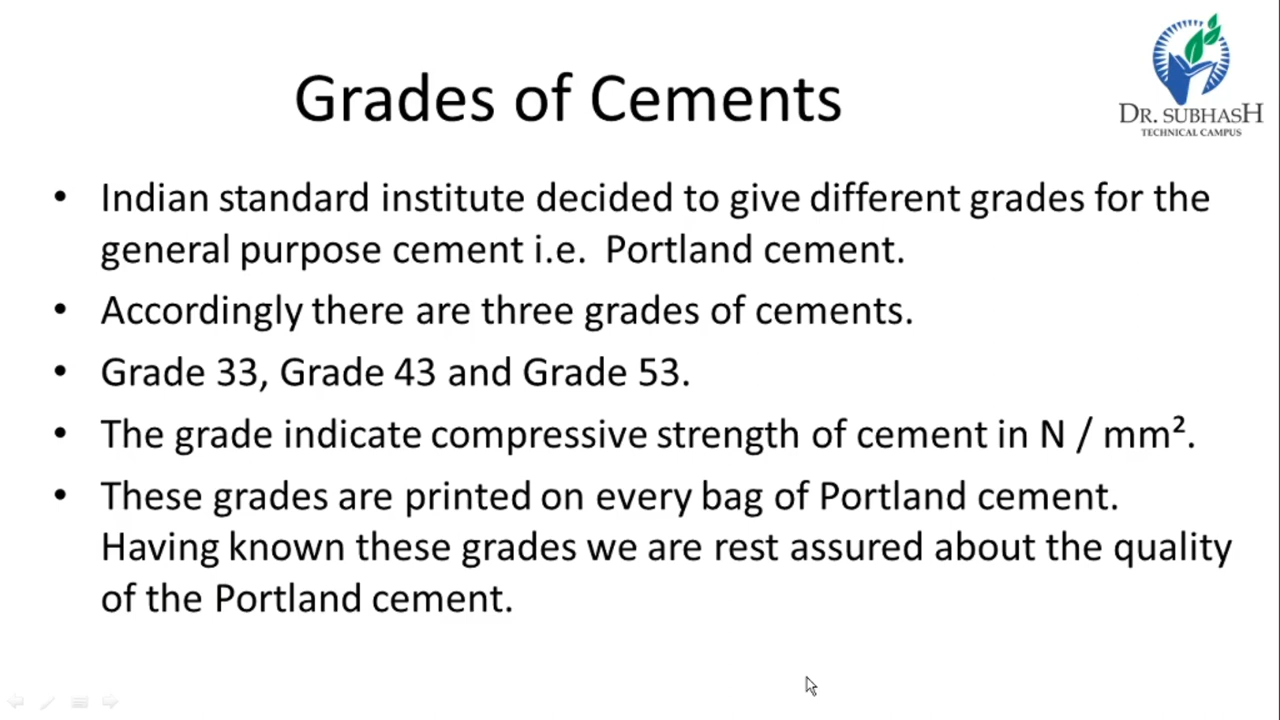 DR. SUBHASH
TECHNICAL CAMPUS
Grades of Cements
• Indian standard institute decided to give different grades for the
general purpose cement i.e. Portland cement.
• Accordingly there are three grades of cements.
• Grade 33, Grade 43 and Grade 53.
• The grade indicate compressive strength of cement in N / mm².
• These grades are printed on every bag of Portland cement.
Having known these grades we are rest assured about the quality
of the Portland cement.